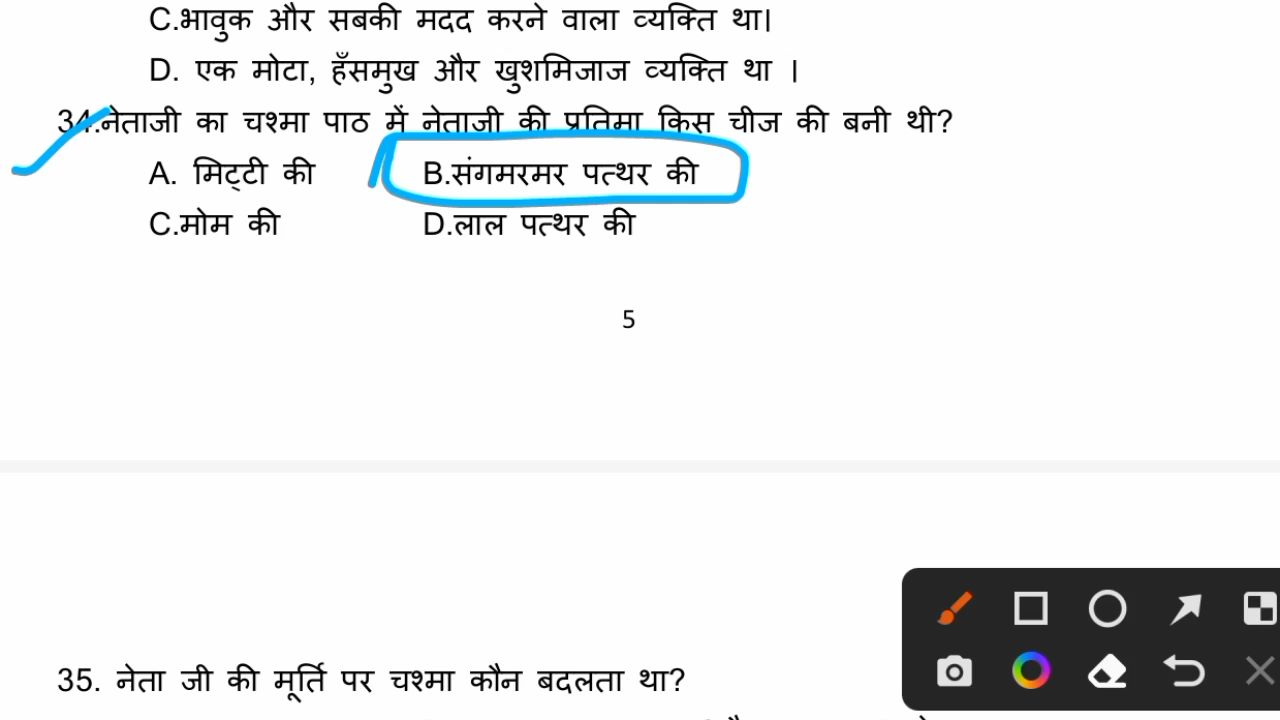 C.भावुक और सबकी मदद करने वाला व्यक्ति था।
D. एक मोटा, हँसमुख और खुशमिजाज व्यक्ति था ।
34.नेताजी का चश्मा पाठ में नेताजी की प्रतिमा किस चीज की बनी थी?
A. मिट्टी की B.संगमरमर पत्थर की
C.मोम की D.लाल पत्थर की
5
35. नेता जी की मूर्ति पर चश्मा कौन बदलता था?